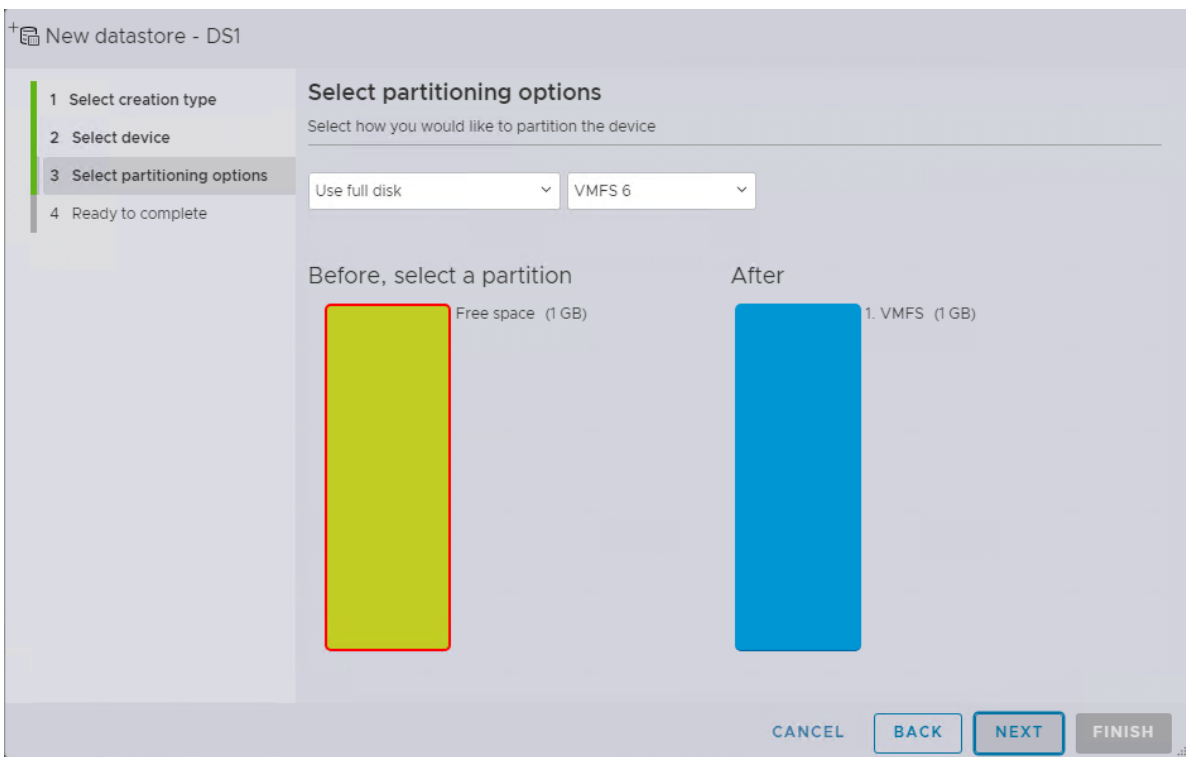 New datastore - DS1
1 Select creation type
2 Select device
3 Select partitioning options
4 Ready to complete
Select partitioning options
Select how you would like to partition the device
Use full disk
VMFS 6
Before, select a partition
Free space (1 GB)
After
1. VMFS (1 GB)
CANCEL
BACK
NEXT
FINISH